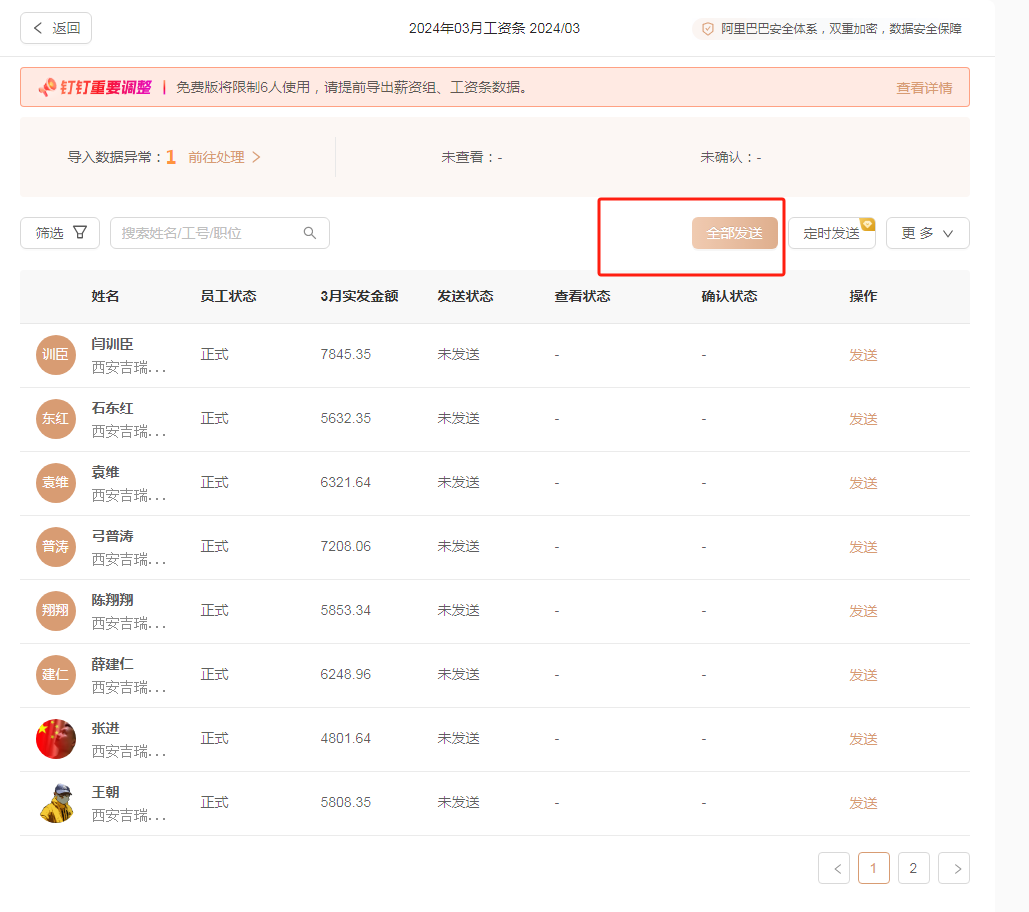 返回
2024年03月工资条 2024/03
阿里巴巴安全体系，双重加密，数据安全保障
钉钉重要调整 免费版将限制6人使用，请提前导出薪资组、工资条数据。 查看详情
导入数据异常：1 前往处理 未查看：- 未确认：-
筛选 搜索姓名/工号/职位 全部发送 定时发送 更多
姓名 员工状态 3月实发金额 发送状态 查看状态 确认状态 操作
训臣 闫训臣 正式 7845.35 未发送 - - 发送
西安吉瑞...
东红 石东红 正式 5632.35 未发送 - - 发送
西安吉瑞...
袁维 袁维 正式 6321.64 未发送 - - 发送
西安吉瑞...
普涛 弓普涛 正式 7208.06 未发送 - - 发送
西安吉瑞...
翔翔 陈翔翔 正式 5853.34 未发送 - - 发送
西安吉瑞...
建仁 薛建仁 正式 6248.96 未发送 - - 发送
西安吉瑞...
张进 正式 4801.64 未发送 - - 发送
西安吉瑞...
王朝 正式 5808.35 未发送 - - 发送
西安吉瑞...
< 1 2 >